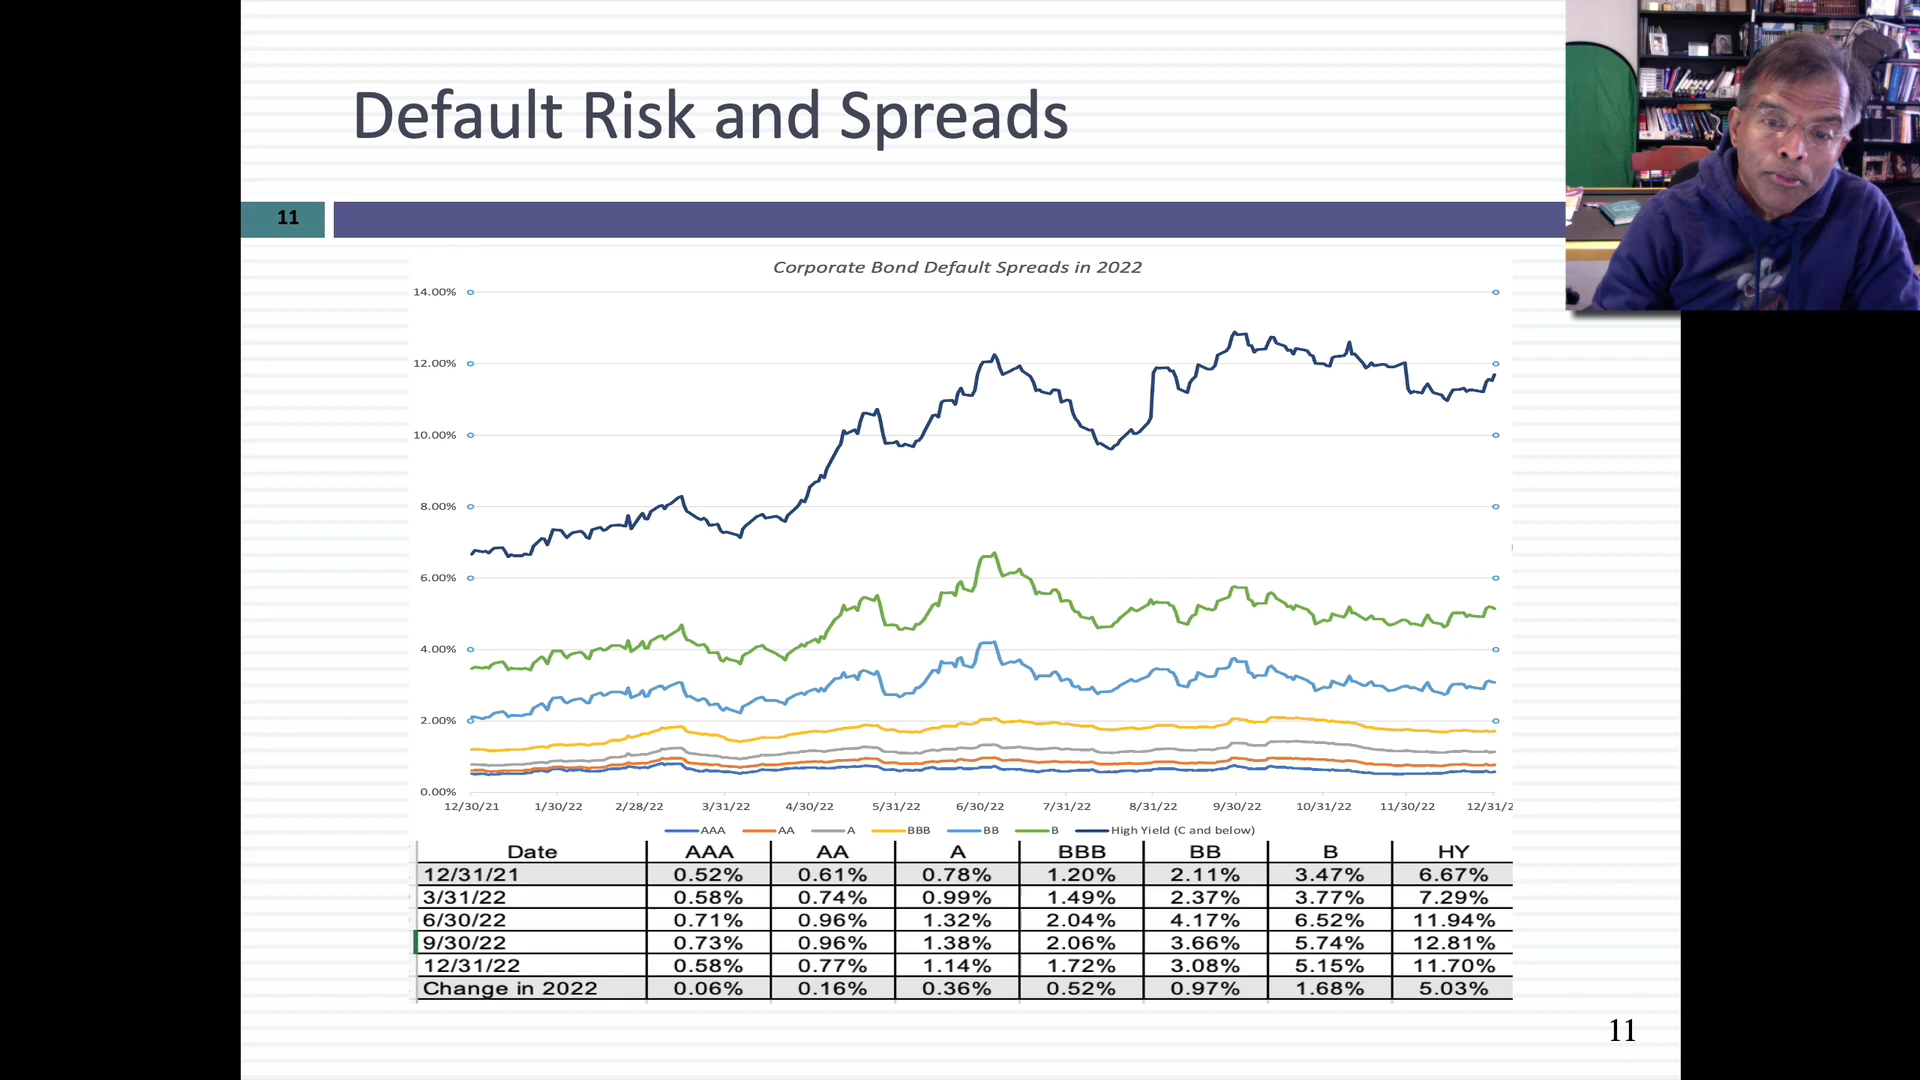 Default Risk and Spreads
11
Corporate Bond Default Spreads in 2022
14.00%
12.00%
10.00%
8.00%
6.00%
4.00%
2.00%
0.00%
12/30/21 1/30/22 2/28/22 3/31/22 4/30/22 5/31/22 6/30/22 7/31/22 8/31/22 9/30/22 10/31/22 11/30/22 12/31/2
AAA AA A BBB BB B High Yield (C and below)
Date AAA AA A BBB BB B HY
12/31/21 0.52% 0.61% 0.78% 1.20% 2.11% 3.47% 6.67%
3/31/22 0.58% 0.74% 0.99% 1.49% 2.37% 3.77% 7.29%
6/30/22 0.71% 0.96% 1.32% 2.04% 4.17% 6.52% 11.94%
9/30/22 0.73% 0.96% 1.38% 2.06% 3.66% 5.74% 12.81%
12/31/22 0.58% 0.77% 1.14% 1.72% 3.08% 5.15% 11.70%
Change in 2022 0.06% 0.16% 0.36% 0.52% 0.97% 1.68% 5.03%
11